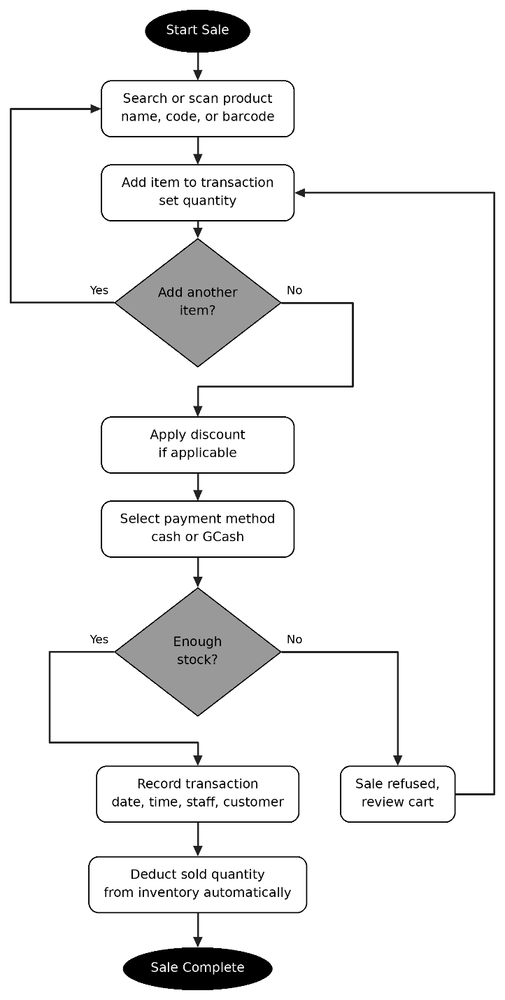 Start Sale
Search or scan product
name, code, or barcode
Add item to transaction
set quantity
Yes
Add another
item?
No
Apply discount
if applicable
Select payment method
cash or GCash
Yes
Enough
stock?
No
Record transaction
date, time, staff, customer
Sale refused,
review cart
Deduct sold quantity
from inventory automatically
Sale Complete